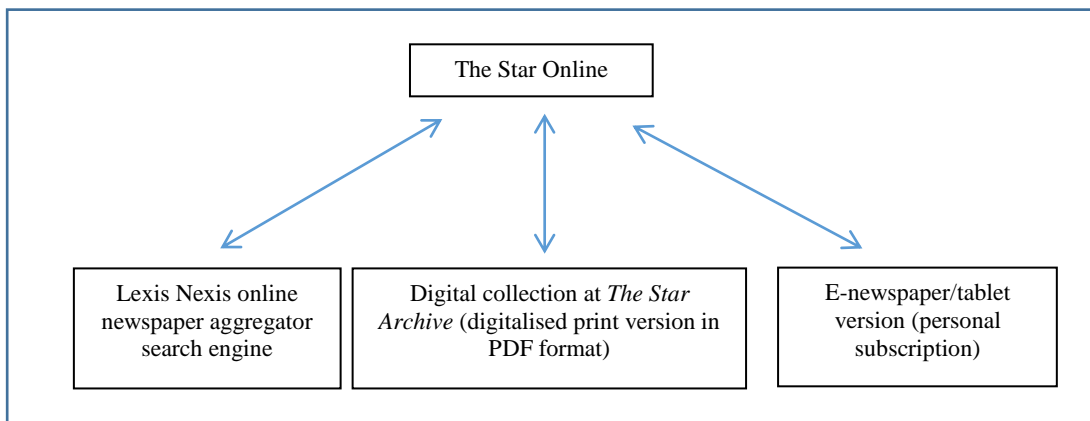 The Star Online
Lexis Nexis online
newspaper aggregator
search engine
Digital collection at The Star
Archive (digitalised print version in
PDF format)
E-newspaper/tablet
version (personal
subscription)